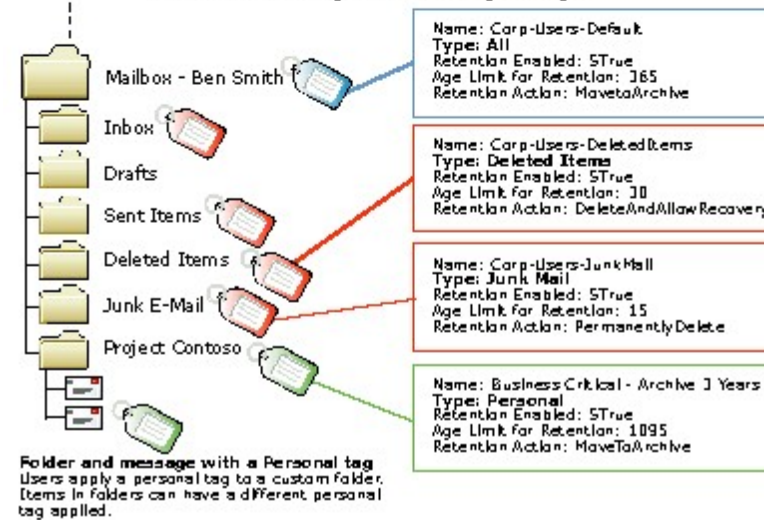 Mailbox - Ben Smith
Inbox
Drafts
Sent Items
Deleted Items
Junk E-Mail
Project Contoso
Folder and message with a Personal tag
Users apply a personal tag to a custom folder.
Items in folders can have a different personal
tag applied.
Name: Corp-Users-Default
Type: All
Retention Enabled: $True
Age Limit for Retention: 365
Retention Action: MovetoArchive
Name: Corp-Users-DeletedItems
Type: Deleted Items
Retention Enabled: $True
Age Limit for Retention: 30
Retention Action: DeleteAndAllowRecovery
Name: Corp-Users-JunkMail
Type: Junk Mail
Retention Enabled: $True
Age Limit for Retention: 15
Retention Action: PermanentlyDelete
Name: Business Critical - Archive 3 Years
Type: Personal
Retention Enabled: $True
Age Limit for Retention: 1095
Retention Action: MoveToArchive